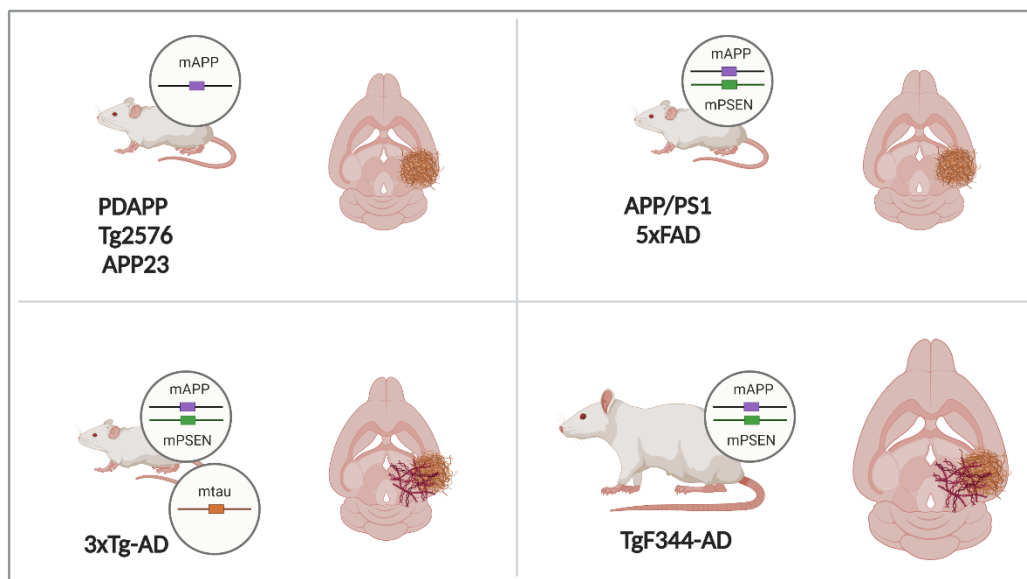 mAPP
PDAPP
Tg2576
APP23
mAPP
mPSEN
APP/PS1
5xFAD
mAPP
mPSEN
mtau
3xTg-AD
mAPP
mPSEN
TgF344-AD